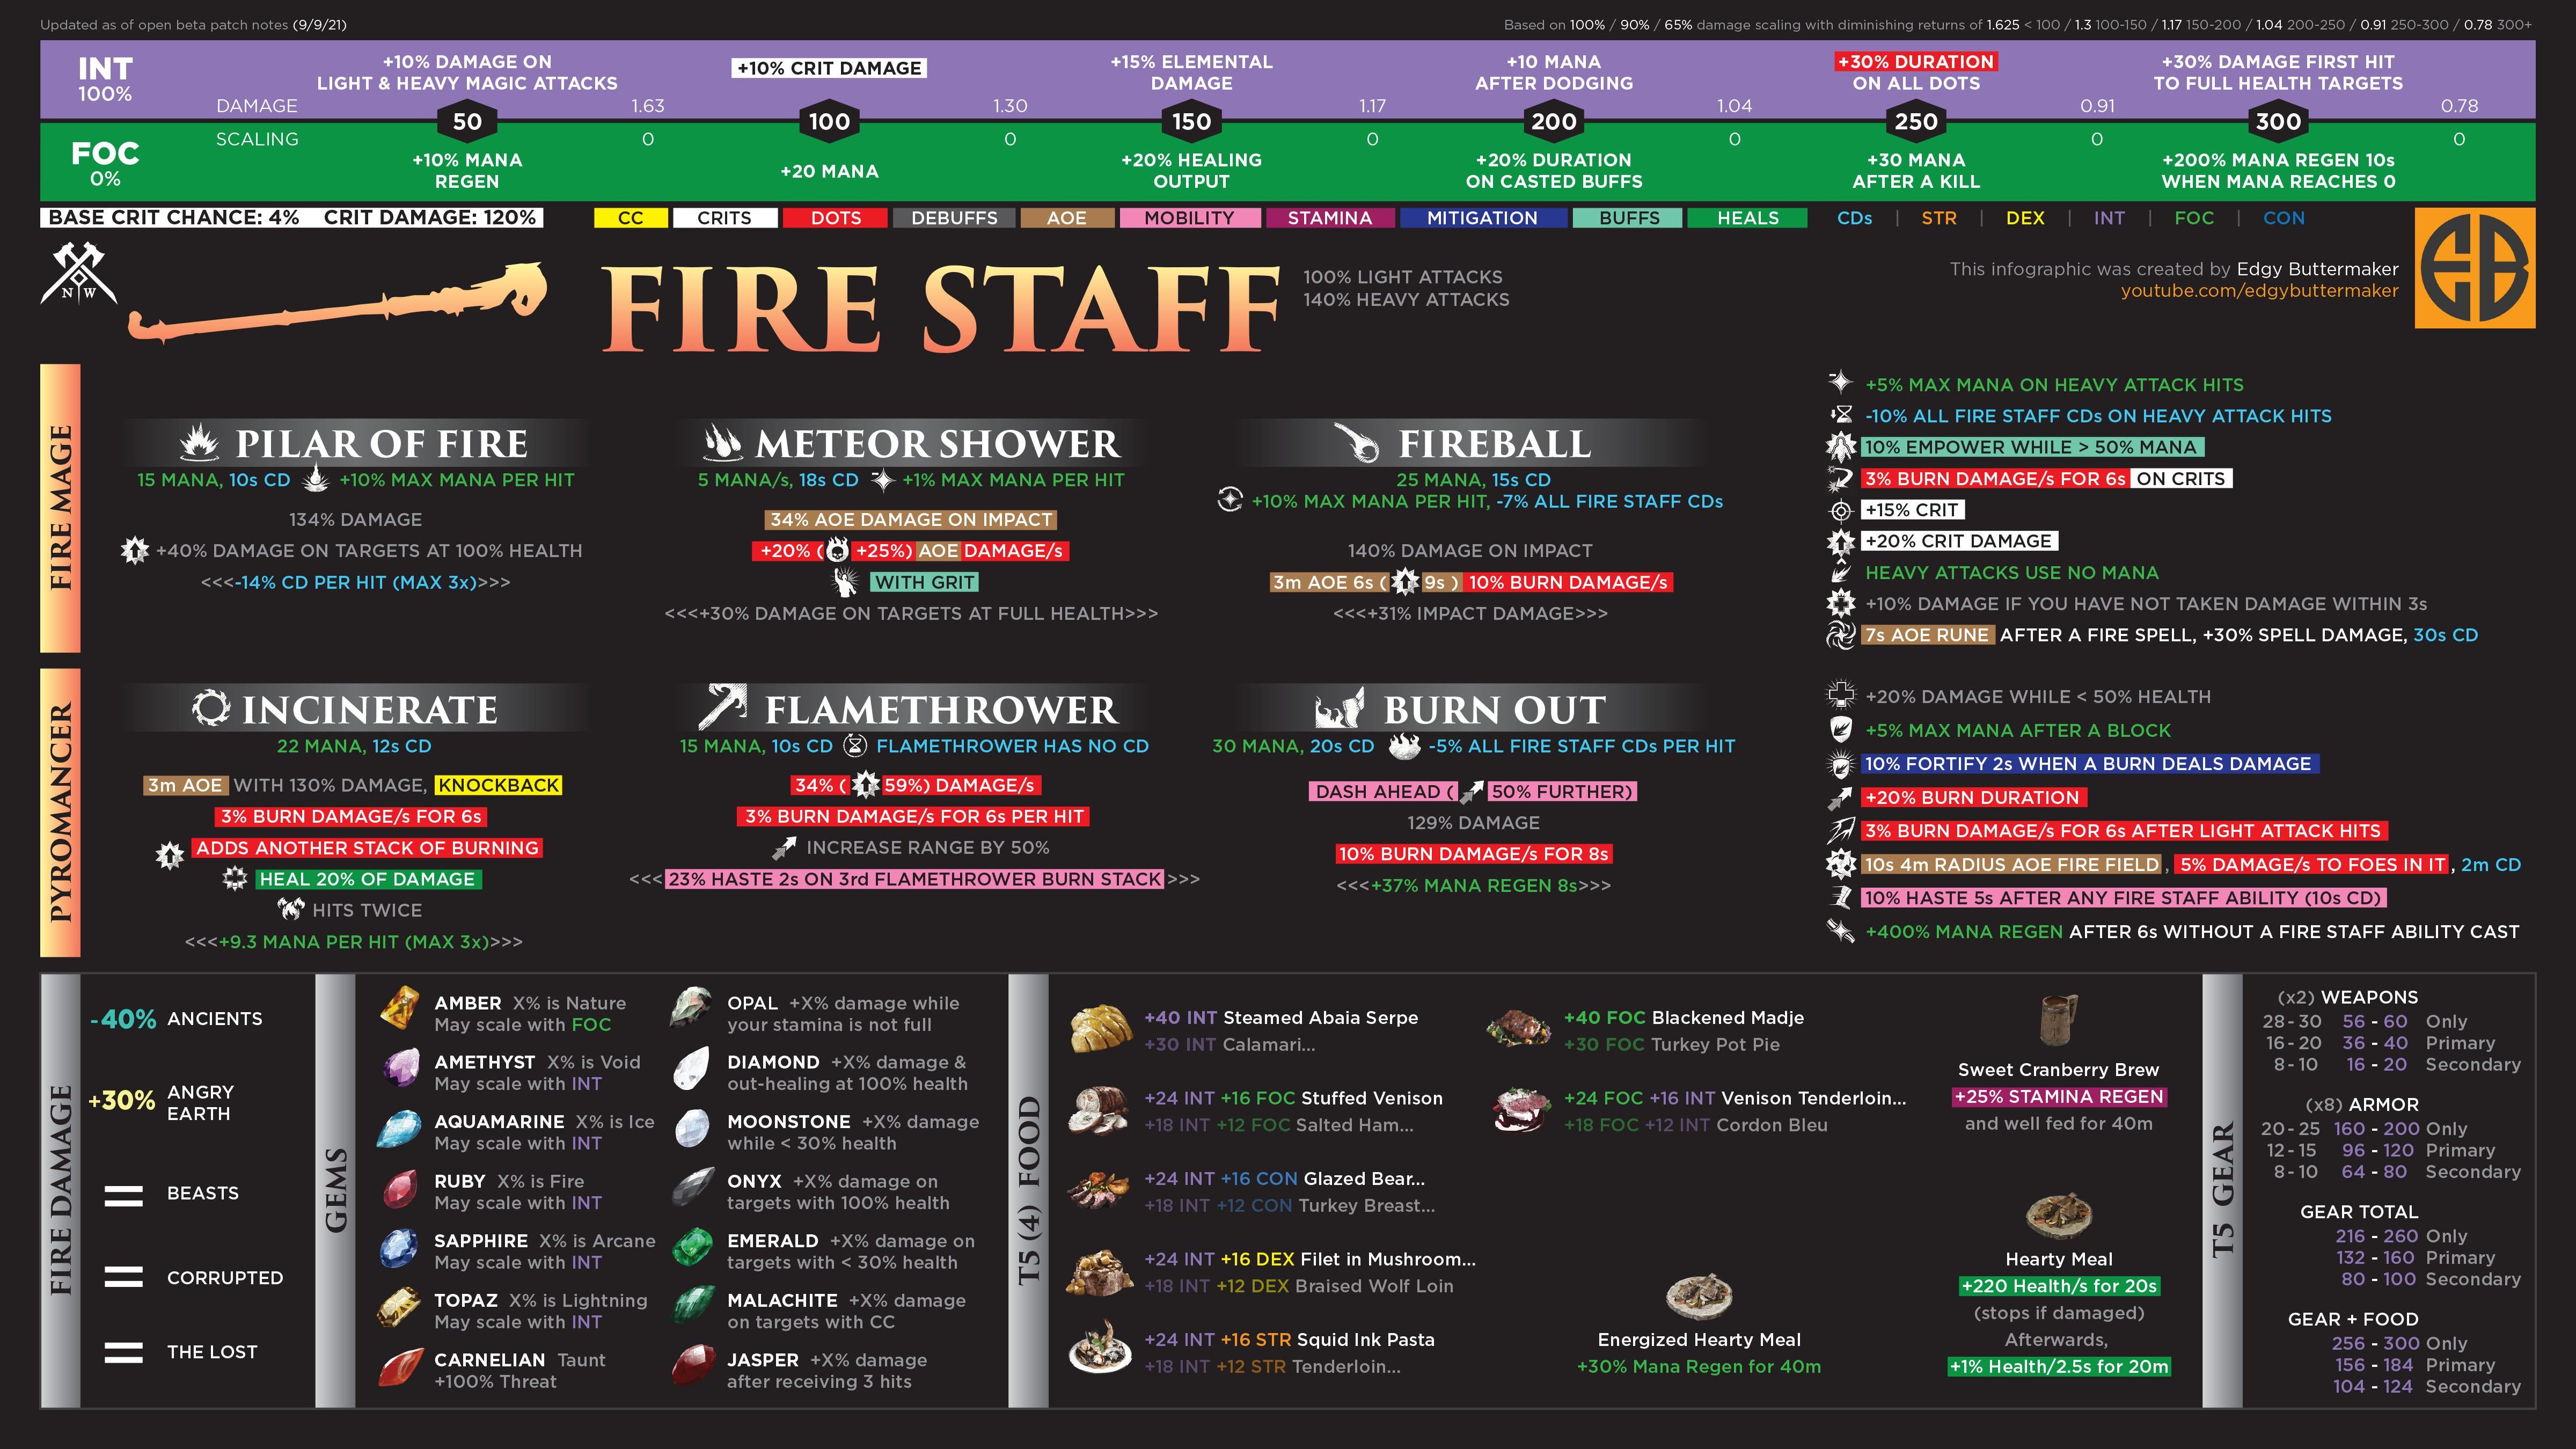 Updated as of open beta patch notes (9/9/21)
Based on 100% / 90% / 65% damage scaling with diminishing returns of 1.625 < 100 / 1.3 100-150 / 1.17 150-200 / 1.04 200-250 / 0.91 250-300 / 0.78 300+
INT
100%
+10% DAMAGE ON
LIGHT & HEAVY MAGIC ATTACKS
+10% CRIT DAMAGE
+15% ELEMENTAL
DAMAGE
+10 MANA
AFTER DODGING
+30% DURATION
ON ALL DOTS
+30% DAMAGE FIRST HIT
TO FULL HEALTH TARGETS
DAMAGE 1.63 1.30 1.17 1.04 0.91 0.78
50 100 150 200 250 300
SCALING 0 0 0 0 0 0
FOC
0%
+10% MANA
REGEN
+20 MANA
+20% HEALING
OUTPUT
+20% DURATION
ON CASTED BUFFS
+30 MANA
AFTER A KILL
+200% MANA REGEN 10s
WHEN MANA REACHES 0
BASE CRIT CHANCE: 4% CRIT DAMAGE: 120%
CC CRITS DOTS DEBUFFS AOE MOBILITY STAMINA MITIGATION BUFFS HEALS CDs | STR | DEX | INT | FOC | CON
N W
FIRE STAFF
100% LIGHT ATTACKS
140% HEAVY ATTACKS
This infographic was created by Edgy Buttermaker
youtube.com/edgybuttermaker
EB
FIRE MAGE
PILAR OF FIRE
15 MANA, 10s CD +10% MAX MANA PER HIT
134% DAMAGE
+40% DAMAGE ON TARGETS AT 100% HEALTH
<<<-14% CD PER HIT (MAX 3x)>>>
METEOR SHOWER
5 MANA/s, 18s CD +1% MAX MANA PER HIT
34% AOE DAMAGE ON IMPACT
+20% ( +25%) AOE DAMAGE/s
WITH GRIT
<<<+30% DAMAGE ON TARGETS AT FULL HEALTH>>>
FIREBALL
25 MANA, 15s CD
+10% MAX MANA PER HIT, -7% ALL FIRE STAFF CDs
140% DAMAGE ON IMPACT
3m AOE 6s ( 9s ) 10% BURN DAMAGE/s
<<<+31% IMPACT DAMAGE>>>
+5% MAX MANA ON HEAVY ATTACK HITS
-10% ALL FIRE STAFF CDs ON HEAVY ATTACK HITS
10% EMPOWER WHILE > 50% MANA
3% BURN DAMAGE/s FOR 6s ON CRITS
+15% CRIT
+20% CRIT DAMAGE
HEAVY ATTACKS USE NO MANA
+10% DAMAGE IF YOU HAVE NOT TAKEN DAMAGE WITHIN 3s
7s AOE RUNE AFTER A FIRE SPELL, +30% SPELL DAMAGE, 30s CD
PYROMANCER
INCINERATE
22 MANA, 12s CD
3m AOE WITH 130% DAMAGE, KNOCKBACK
3% BURN DAMAGE/s FOR 6s
ADDS ANOTHER STACK OF BURNING
HEAL 20% OF DAMAGE
HITS TWICE
<<<+9.3 MANA PER HIT (MAX 3x)>>>
FLAMETHROWER
15 MANA, 10s CD FLAMETHROWER HAS NO CD
34% ( 59%) DAMAGE/s
3% BURN DAMAGE/s FOR 6s PER HIT
INCREASE RANGE BY 50%
<<< 23% HASTE 2s ON 3rd FLAMETHROWER BURN STACK >>>
BURN OUT
30 MANA, 20s CD -5% ALL FIRE STAFF CDs PER HIT
DASH AHEAD ( 50% FURTHER)
129% DAMAGE
10% BURN DAMAGE/s FOR 8s
<<<+37% MANA REGEN 8s>>>
+20% DAMAGE WHILE < 50% HEALTH
+5% MAX MANA AFTER A BLOCK
10% FORTIFY 2s WHEN A BURN DEALS DAMAGE
+20% BURN DURATION
3% BURN DAMAGE/s FOR 6s AFTER LIGHT ATTACK HITS
10s 4m RADIUS AOE FIRE FIELD , 5% DAMAGE/s TO FOES IN IT , 2m CD
10% HASTE 5s AFTER ANY FIRE STAFF ABILITY (10s CD)
+400% MANA REGEN AFTER 6s WITHOUT A FIRE STAFF ABILITY CAST
FIRE DAMAGE
-40% ANCIENTS
+30% ANGRY
EARTH
= BEASTS
= CORRUPTED
= THE LOST
GEMS
AMBER X% is Nature
May scale with FOC
AMETHYST X% is Void
May scale with INT
AQUAMARINE X% is Ice
May scale with INT
RUBY X% is Fire
May scale with INT
SAPPHIRE X% is Arcane
May scale with INT
TOPAZ X% is Lightning
May scale with INT
CARNELIAN Taunt
+100% Threat
OPAL +X% damage while
your stamina is not full
DIAMOND +X% damage &
out-healing at 100% health
MOONSTONE +X% damage
while < 30% health
ONYX +X% damage on
targets with 100% health
EMERALD +X% damage on
targets with < 30% health
MALACHITE +X% damage
on targets with CC
JASPER +X% damage
after receiving 3 hits
T5 (4) FOOD
+40 INT Steamed Abaia Serpe
+30 INT Calamari...
+24 INT +16 FOC Stuffed Venison
+18 INT +12 FOC Salted Ham...
+24 INT +16 CON Glazed Bear...
+18 INT +12 CON Turkey Breast...
+24 INT +16 DEX Filet in Mushroom...
+18 INT +12 DEX Braised Wolf Loin
+24 INT +16 STR Squid Ink Pasta
+18 INT +12 STR Tenderloin...
+40 FOC Blackened Madje
+30 FOC Turkey Pot Pie
+24 FOC +16 INT Venison Tenderloin...
+18 FOC +12 INT Cordon Bleu
Energized Hearty Meal
+30% Mana Regen for 40m
Sweet Cranberry Brew
+25% STAMINA REGEN
and well fed for 40m
Hearty Meal
+220 Health/s for 20s
(stops if damaged)
Afterwards,
+1% Health/2.5s for 20m
T5 GEAR
(x2) WEAPONS
28-30 56 - 60 Only
16-20 36 - 40 Primary
8-10 16 - 20 Secondary
(x8) ARMOR
20-25 160 - 200 Only
12-15 96 - 120 Primary
8-10 64 - 80 Secondary
GEAR TOTAL
216 - 260 Only
132 - 160 Primary
80 - 100 Secondary
GEAR + FOOD
256 - 300 Only
156 - 184 Primary
104 - 124 Secondary